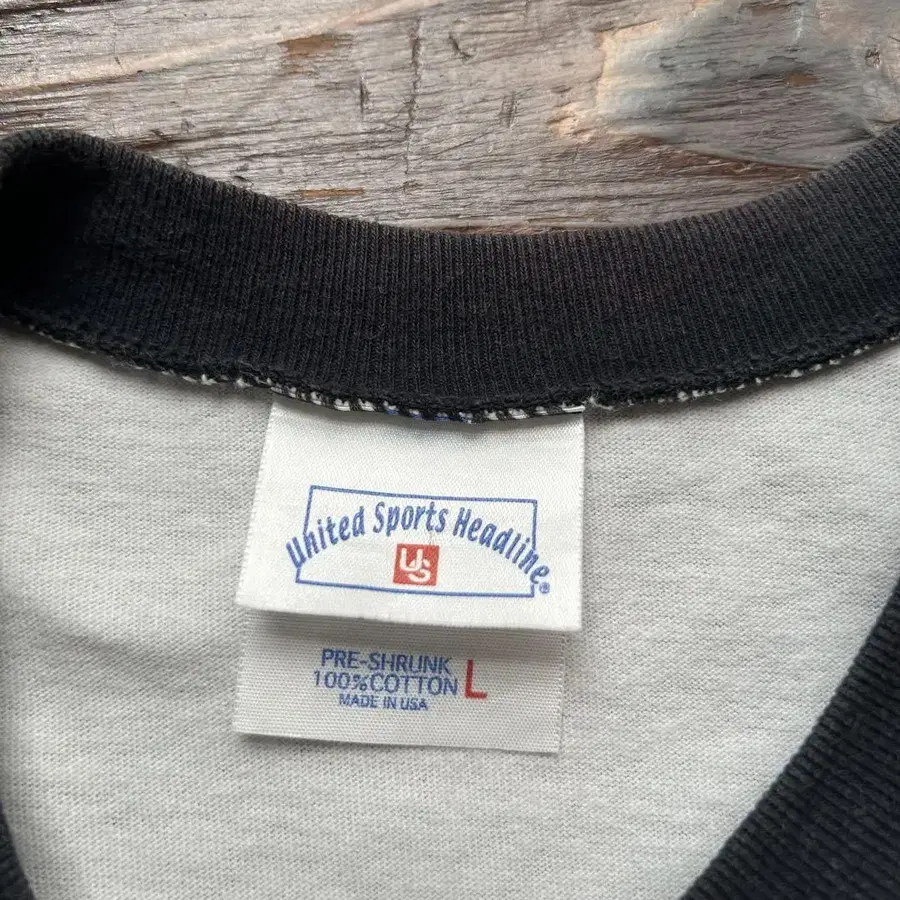 United Sports Headline®
US
PRE-SHRUNK
100%COTTON L
MADE IN USA